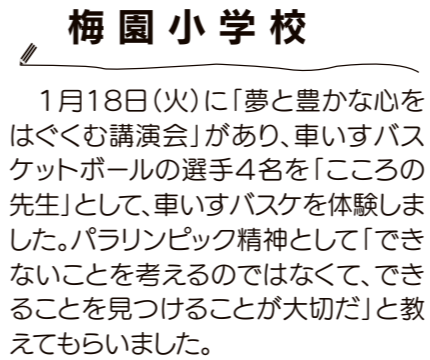 梅園小学校
1月18日(火)に「夢と豊かな心を
はぐくむ講演会」があり、車いすバス
ケットボールの選手4名を「こころの
先生」として、車いすバスケを体験しま
した。パラリンピック精神として「でき
ないことを考えるのではなくて、でき
ることを見つけることが大切だ」と教
えてもらいました。